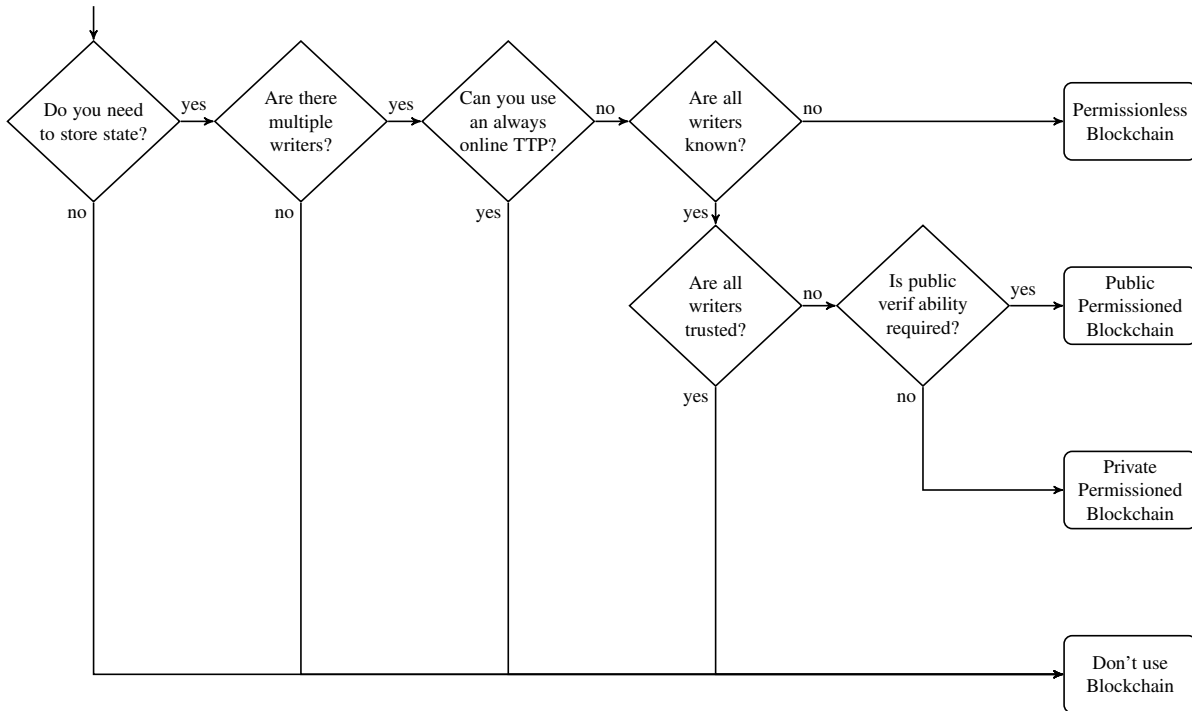 Do you need
to store state?
yes
no
Are there
multiple
writers?
yes
no
Can you use
an always
online TTP?
no
yes
Are all
writers
known?
no
yes
Permissionless
Blockchain
Are all
writers
trusted?
no
yes
Is public
verif ability
required?
yes
no
Public
Permissioned
Blockchain
Private
Permissioned
Blockchain
Don't use
Blockchain